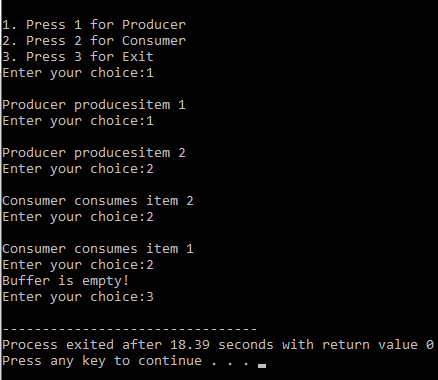 1. Press 1 for Producer
2. Press 2 for Consumer
3. Press 3 for Exit
Enter your choice:1
Producer producesitem 1
Enter your choice:1
Producer producesitem 2
Enter your choice:2
Consumer consumes item 2
Enter your choice:2
Consumer consumes item 1
Enter your choice:2
Buffer is empty!
Enter your choice:3
--------------------------------
Process exited after 18.39 seconds with return value 0
Press any key to continue . . .